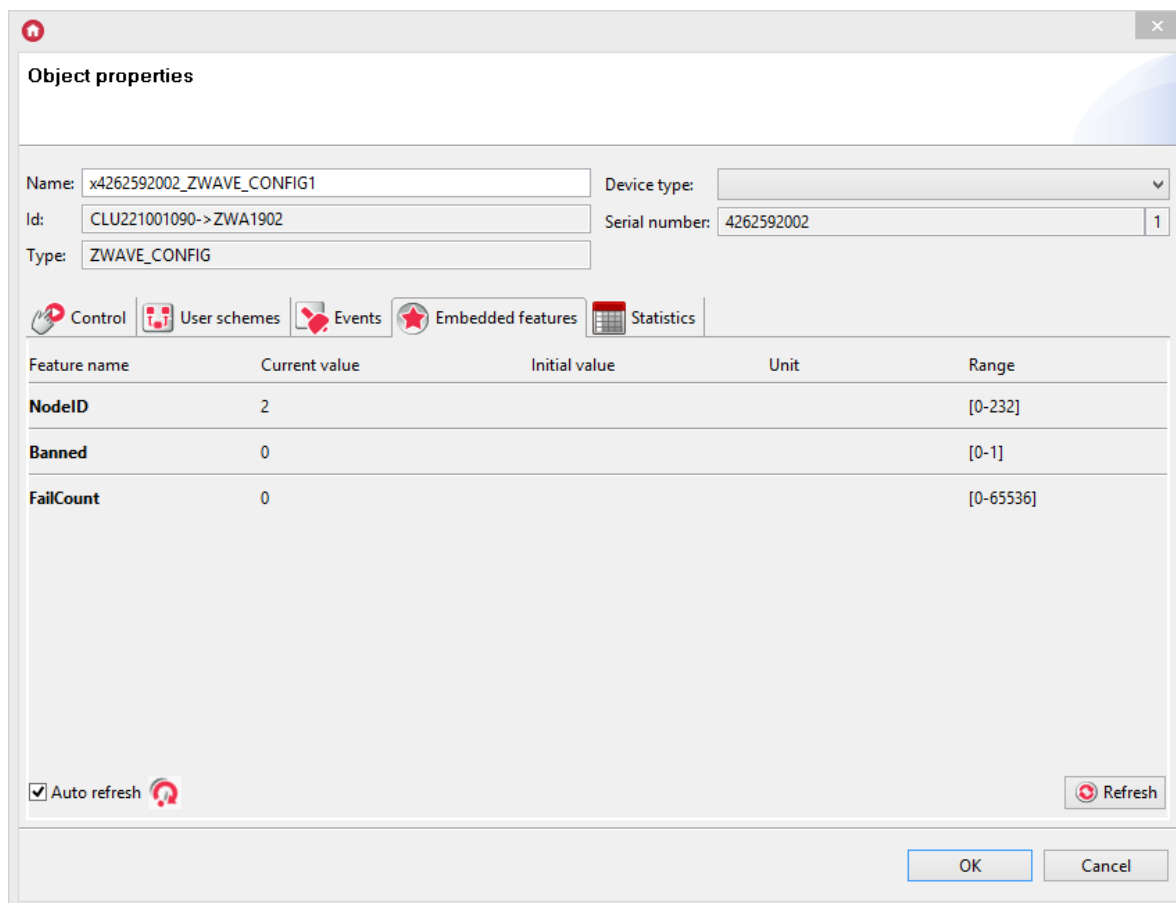 Object properties
Name: x4262592002_ZWAVE_CONFIG1 Device type:
Id: CLU221001090->ZWA1902 Serial number: 4262592002 1
Type: ZWAVE_CONFIG
Control User schemes Events Embedded features Statistics
Feature name Current value Initial value Unit Range
NodeID 2 [0-232]
Banned 0 [0-1]
FailCount 0 [0-65536]
Auto refresh Refresh
OK Cancel